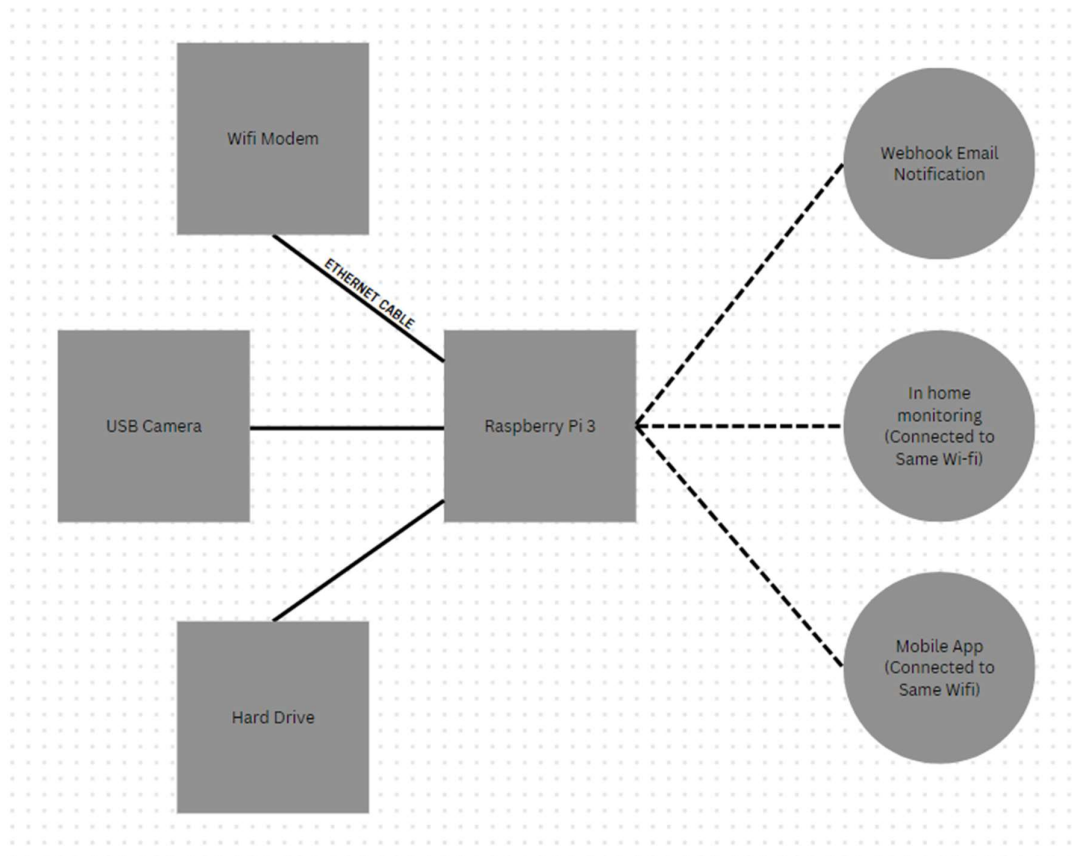 Wifi Modem
ETHERNET CABLE
USB Camera
Raspberry Pi 3
Hard Drive
Webhook Email
Notification
In home
monitoring
(Connected to
Same Wi-fi)
Mobile App
(Connected to
Same Wifi)